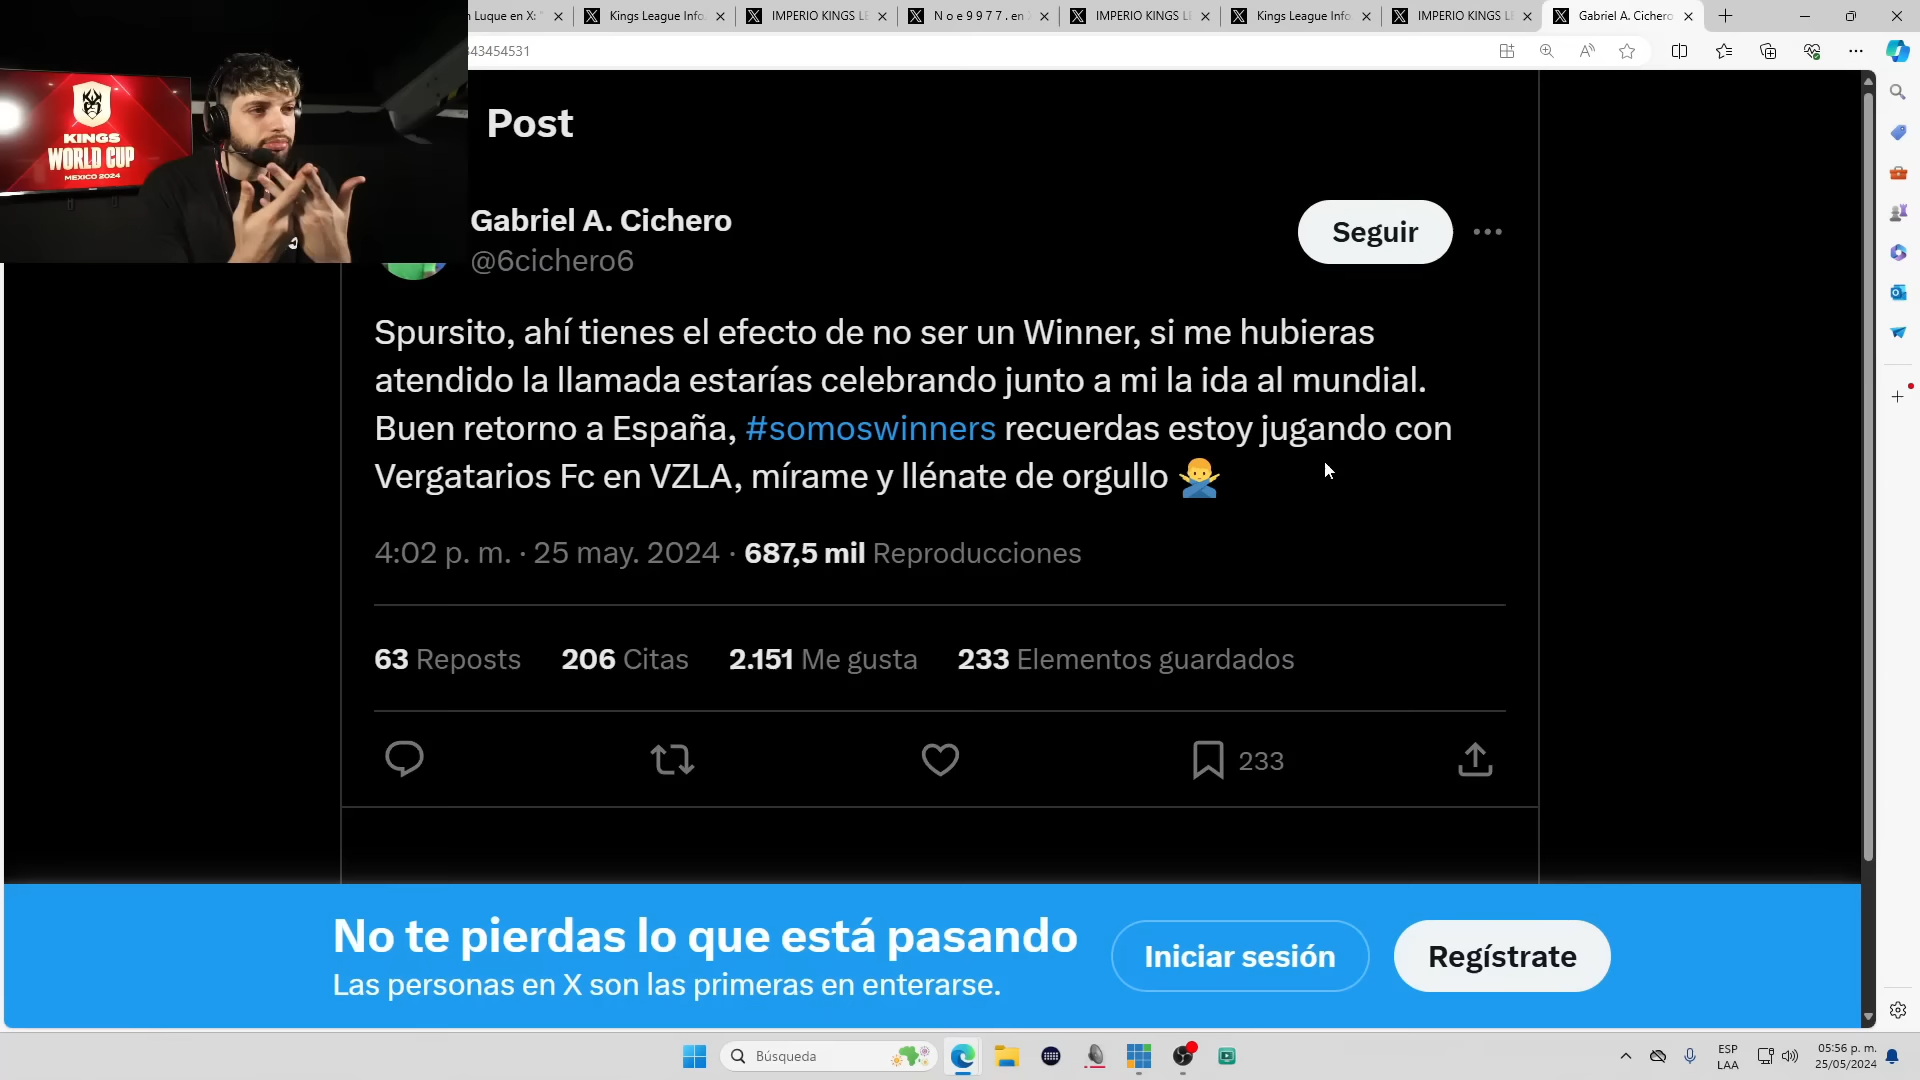 n Luque en X: "
Kings League Info.
IMPERIO KINGS LE
N o e 9 9 7 7 . en X
IMPERIO KINGS LE
Kings League Info.
IMPERIO KINGS LE
Gabriel A. Cichero
343454531
KINGS
WORLD CUP
MEXICO 2024
Post
Gabriel A. Cichero
@6cichero6
Seguir
Spursito, ahí tienes el efecto de no ser un Winner, si me hubieras
atendido la llamada estarías celebrando junto a mi la ida al mundial.
Buen retorno a España, #somoswinners recuerdas estoy jugando con
Vergatarios Fc en VZLA, mírame y llénate de orgullo 🙅‍♂️
4:02 p. m. · 25 may. 2024 · 687,5 mil Reproducciones
63 Reposts 206 Citas 2.151 Me gusta 233 Elementos guardados
233
No te pierdas lo que está pasando
Las personas en X son las primeras en enterarse.
Iniciar sesión
Regístrate
Búsqueda
ESP
LAA
05:56 p. m.
25/05/2024